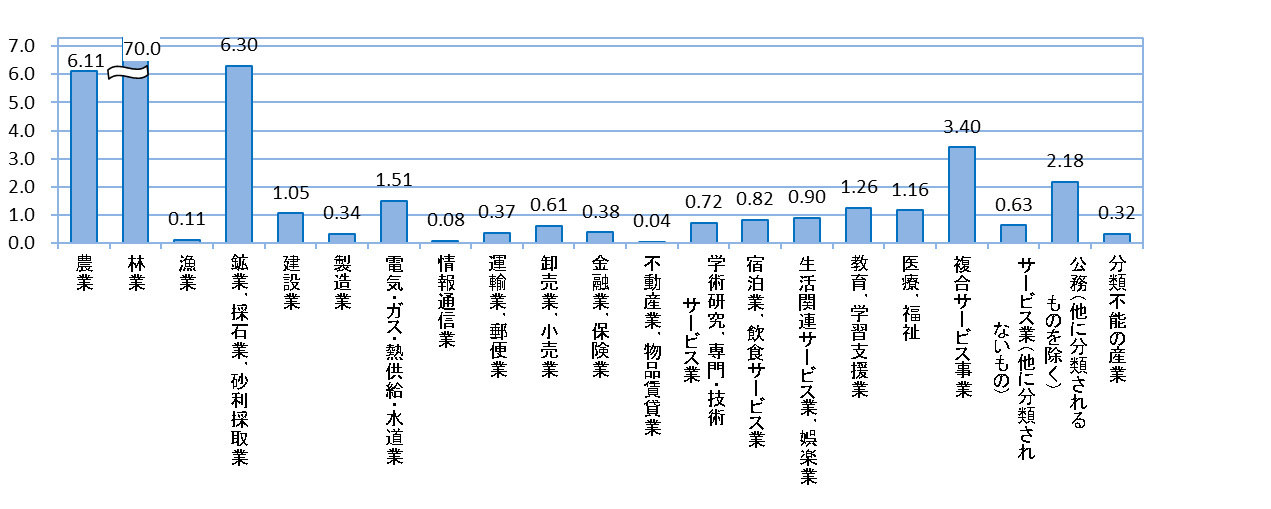 7.0
6.0
5.0
4.0
3.0
2.0
1.0
0.0
6.11
70.0
0.11
6.30
1.05
0.34
1.51
0.08
0.37
0.61
0.38
0.04
0.72
0.82
0.90
1.26
1.16
3.40
0.63
2.18
0.32
農業
林業
漁業
鉱業、採石業、砂利採取業
建設業
製造業
電気・ガス・熱供給・水道業
情報通信業
運輸業、郵便業
卸売業、小売業
金融業、保険業
不動産業、物品賃貸業
学術研究、専門・技術
サービス業
宿泊業、飲食サービス業
生活関連サービス業、娯楽業
教育、学習支援業
医療、福祉
複合サービス事業
サービス業（他に分類され
ないもの）
公務（他に分類される
ものを除く）
分類不能の産業